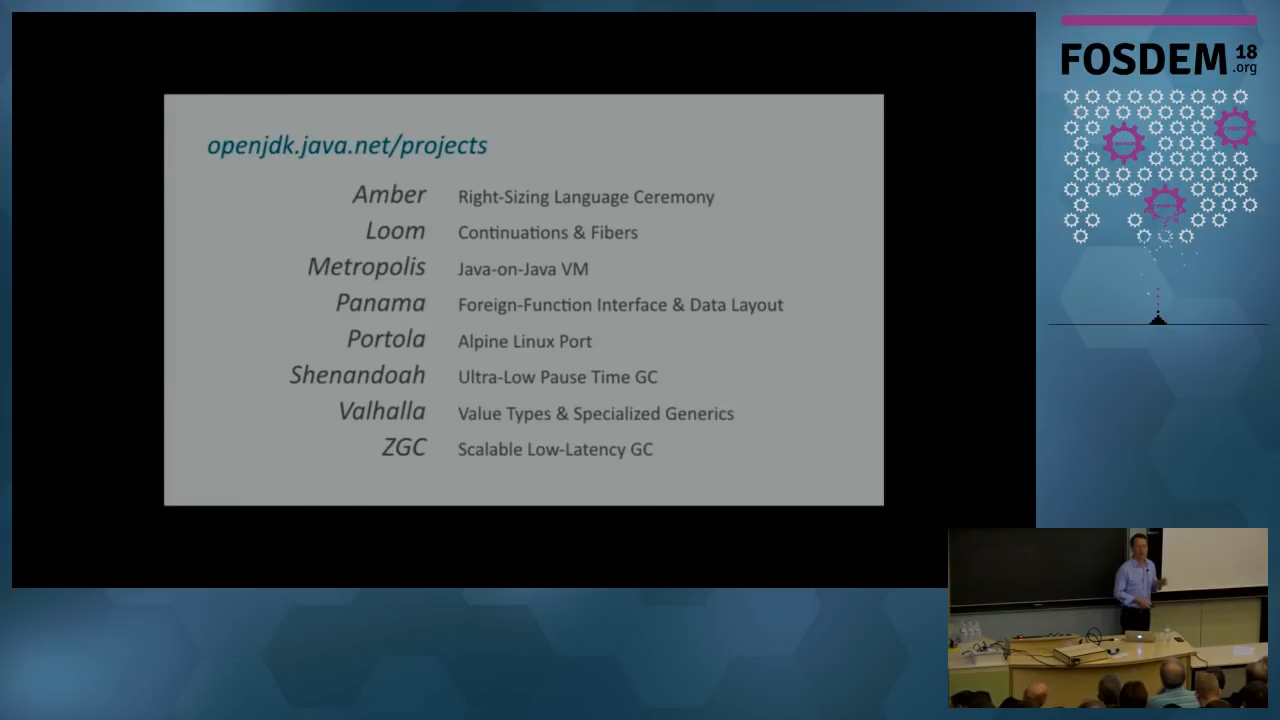 openjdk.java.net/projects
Amber Right-Sizing Language Ceremony
Loom Continuations & Fibers
Metropolis Java-on-Java VM
Panama Foreign-Function Interface & Data Layout
Portola Alpine Linux Port
Shenandoah Ultra-Low Pause Time GC
Valhalla Value Types & Specialized Generics
ZGC Scalable Low-Latency GC
FOSDEM 18
.org